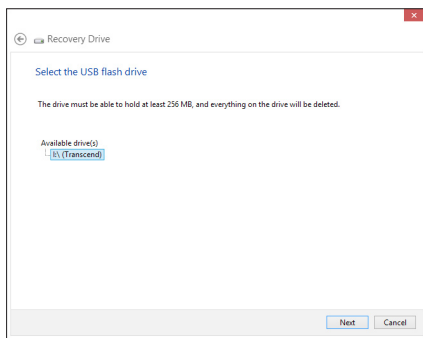 Recovery Drive
Select the USB flash drive
The drive must be able to hold at least 256 MB, and everything on the drive will be deleted.
Available drive(s)
I:\ (Transcend)
Next
Cancel